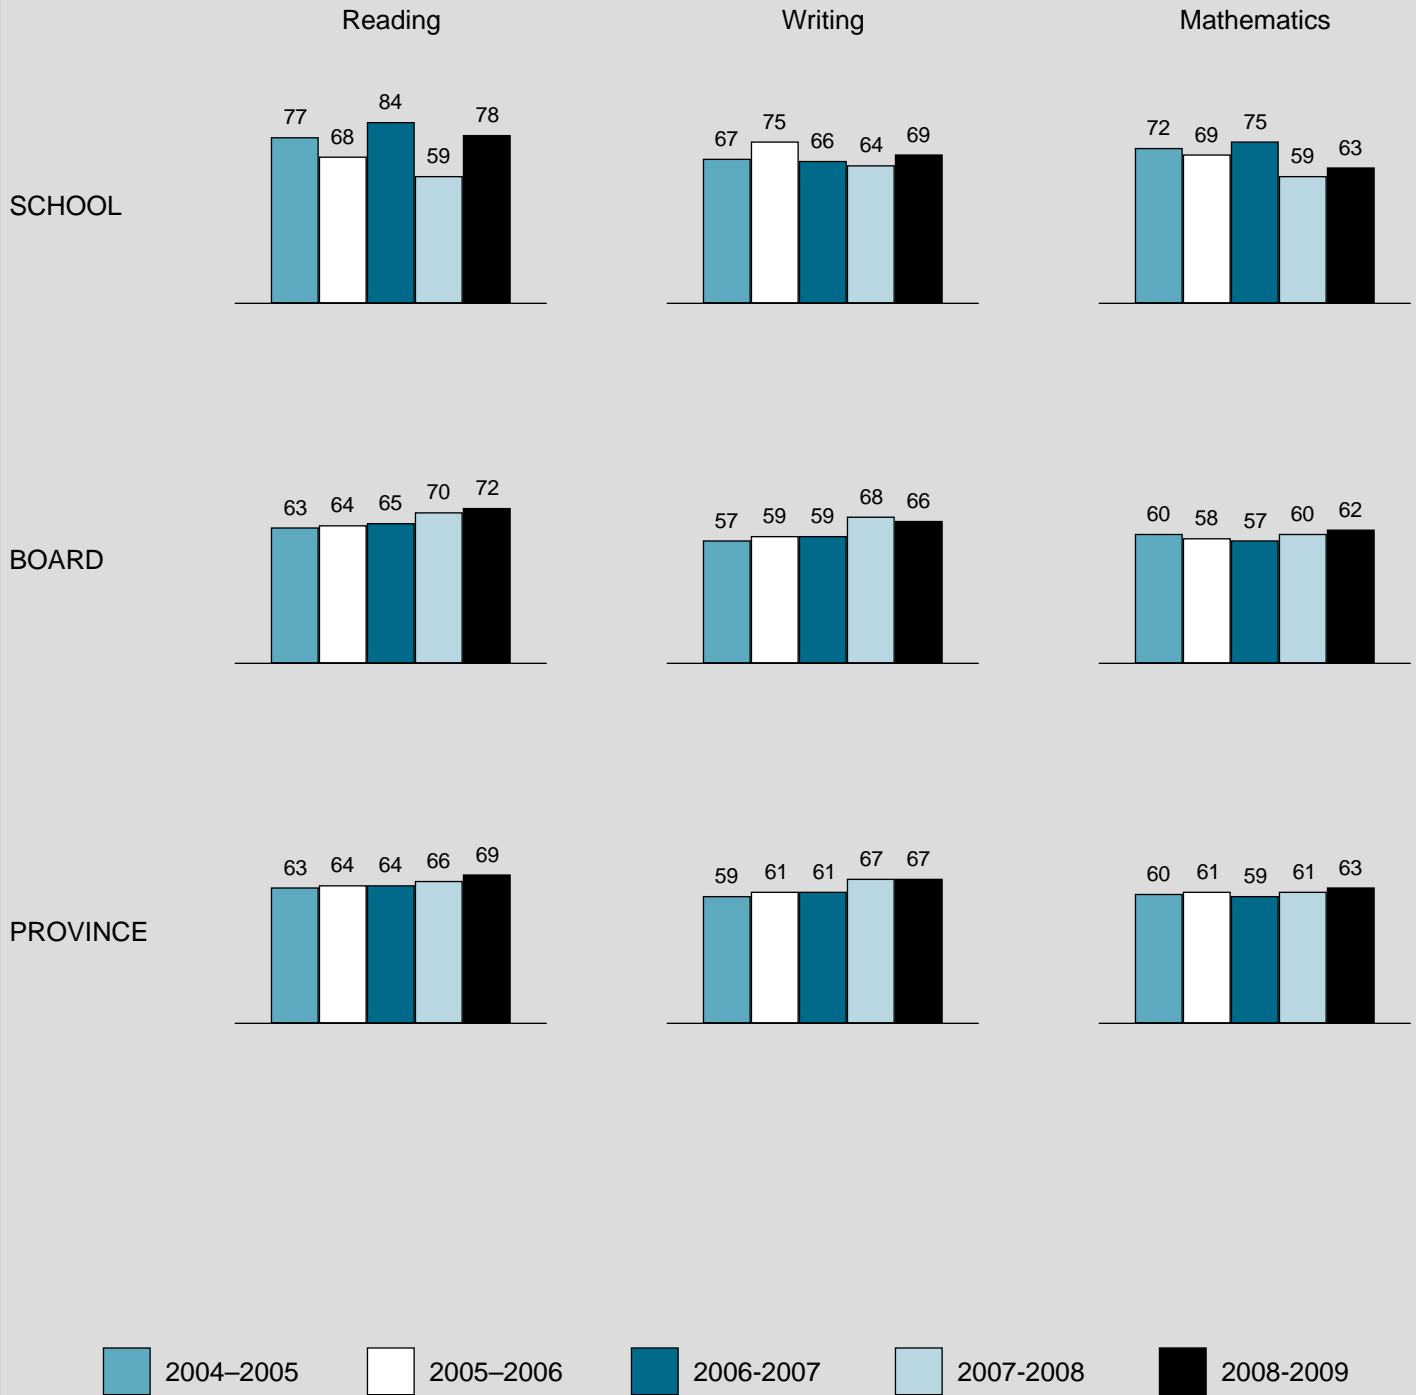 Reading Writing Mathematics
77 68 84 59 78
67 75 66 64 69
72 69 75 59 63
SCHOOL
63 64 65 70 72
57 59 59 68 66
60 58 57 60 62
BOARD
63 64 64 66 69
59 61 61 67 67
60 61 59 61 63
PROVINCE
2004–2005 2005–2006 2006-2007 2007-2008 2008-2009